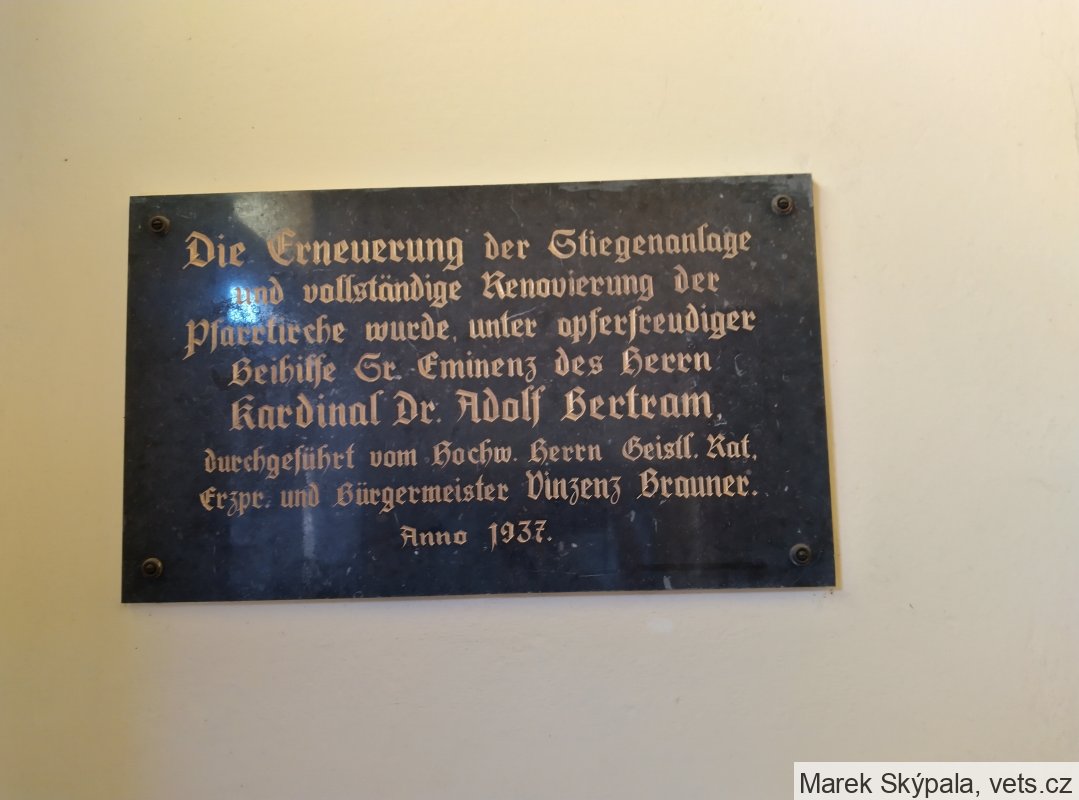 Die Erneuerung der Stiegenanlage
und vollständige Renovierung der
Pfarrkirche wurde, unter opferfreudiger
Beihilfe Sr. Eminenz des Herrn
Kardinal Dr. Adolf Bertram,
durchgeführt vom Hochw. Herrn Geistl. Rat,
Erzpr. und Bürgermeister Vinzenz Brauner.
Anno 1937.
Marek Skýpala, vets.cz